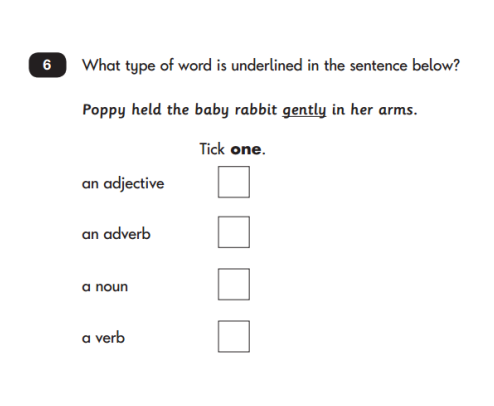 6 What type of word is underlined in the sentence below?
Poppy held the baby rabbit gently in her arms.
Tick one.
an adjective
an adverb
a noun
a verb